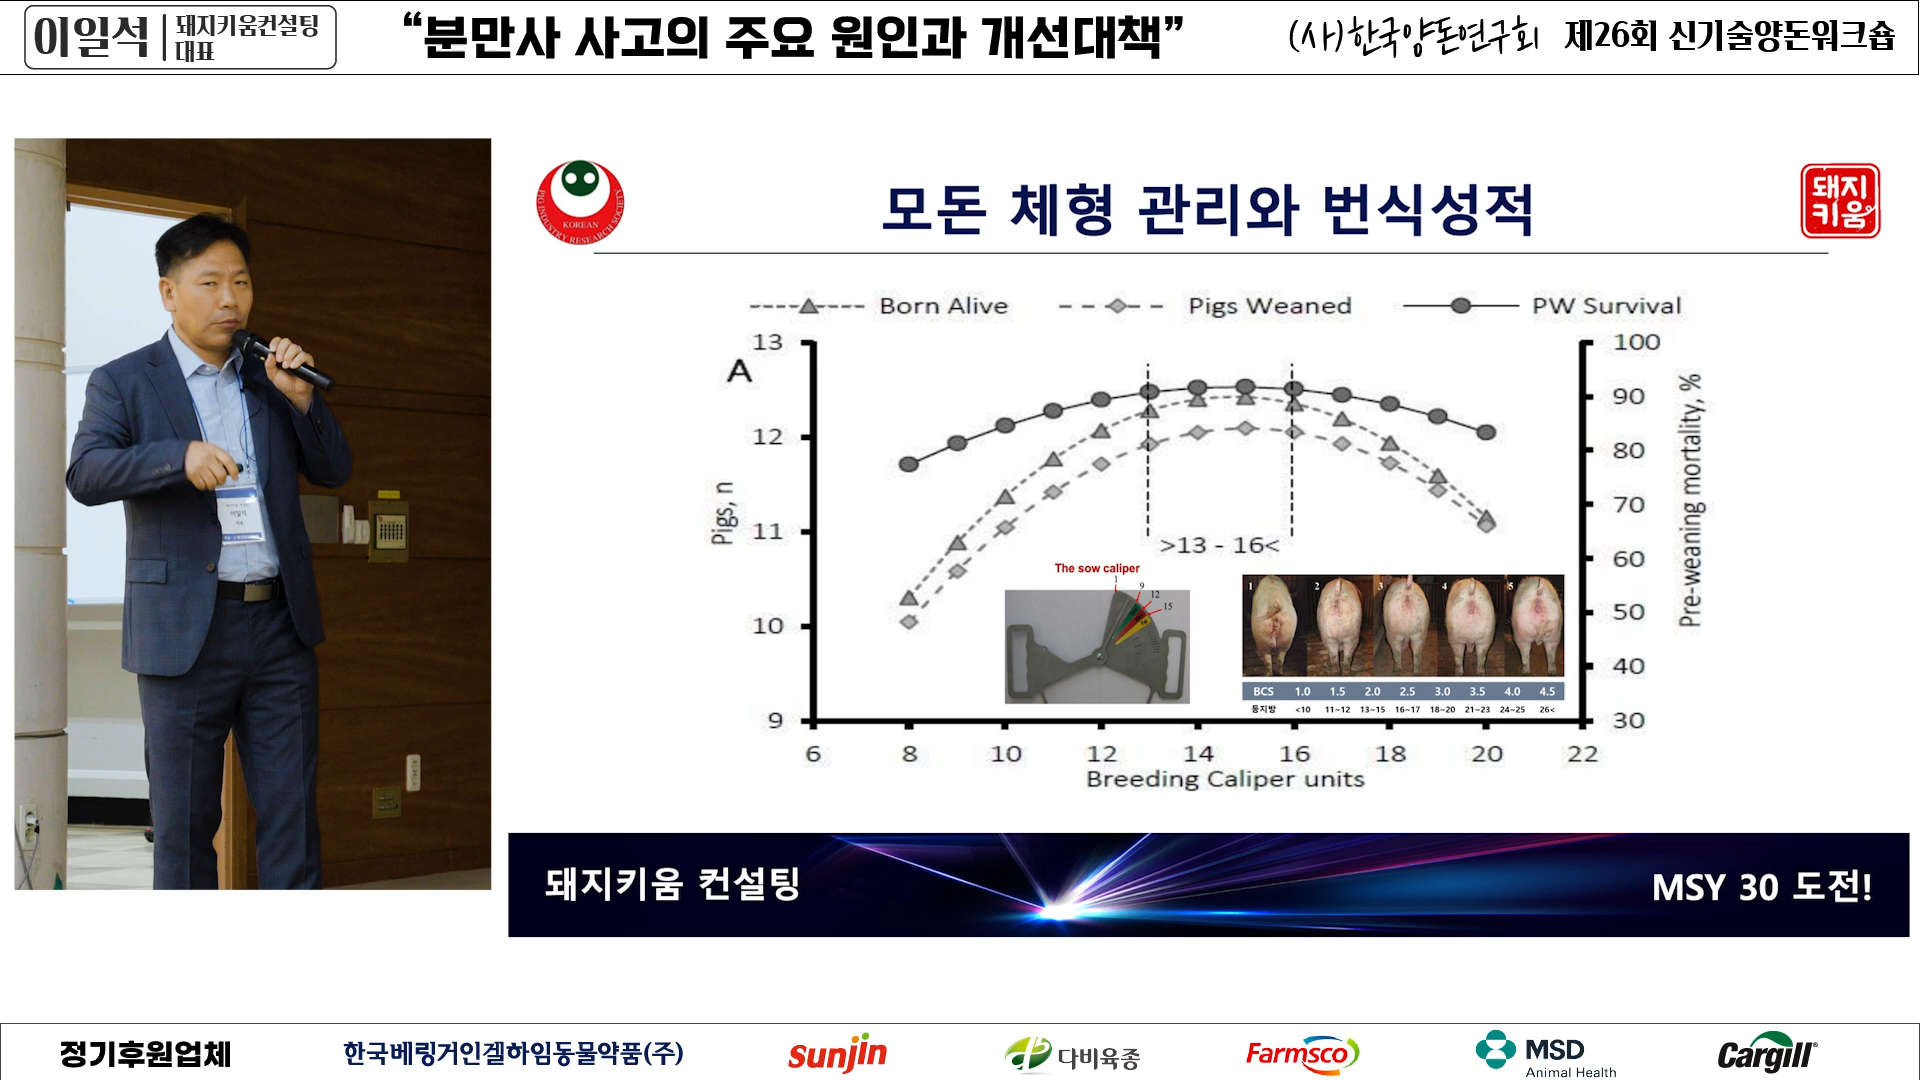 이일석
돼지키움컨설팅
대표
“분만사 사고의 주요 원인과 개선대책”
(사)한국양돈연구회 제26회 신기술양돈워크숍
KOREAN
PIG INDUSTRY RESEARCH SOCIETY
모돈 체형 관리와 번식성적
돼지
키움
Born Alive
Pigs Weaned
PW Survival
A
13
12
11
10
9
Pigs, n
100
90
80
70
60
50
40
30
Pre-weaning mortality, %
>13 - 16<
The sow caliper
1
9
12
15
1 2 3 4 5
BCS 1.0 1.5 2.0 2.5 3.0 3.5 4.0 4.5
등지방 <10 11~12 13~15 16~17 18~20 21~23 24~25 26<
6 8 10 12 14 16 18 20 22
Breeding Caliper units
이일석
돼지키움 컨설팅
MSY 30 도전!
정기후원업체
한국베링거인겔하임동물약품(주)
sunjin
다비육종
Farmsco
MSD
Animal Health
Cargill